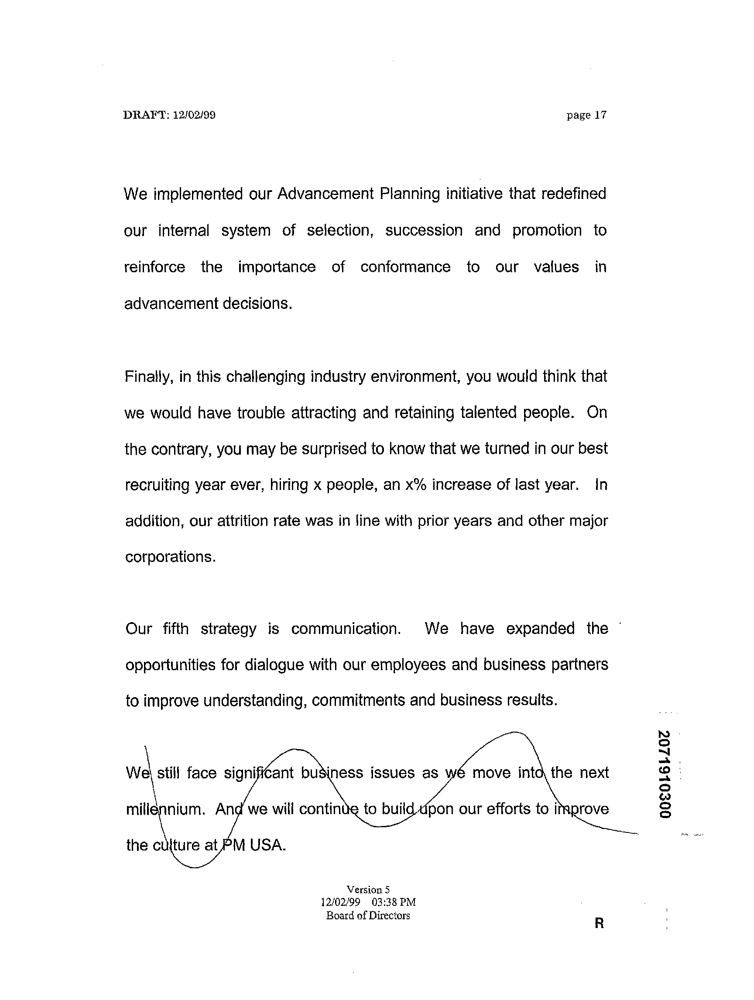 DRAFT: 12/02/99 page 17
We implemented our Advancement Planning initiative that redefined
our internal system of selection, succession and promotion to
reinforce the importance of conformance to our values in
advancement decisions.
Finally, in this challenging industry environment, you would think that
we would have trouble attracting and retaining talented people. On
the contrary, you may be surprised to know that we turned in our best
recruiting year ever, hiring x people, an x% increase of last year. In
addition, our attrition rate was in line with prior years and other major
corporations.
Our fifth strategy is communication. We have expanded the
opportunities for dialogue with our employees and business partners
to improve understanding, commitments and business results.
We still face significant business issues as we move into the next
millennium. And we will continue to build upon our efforts to improve
the culture at PM USA.
2071910300
Version 5
12/02/99 03:38 PM
Board of Directors
R